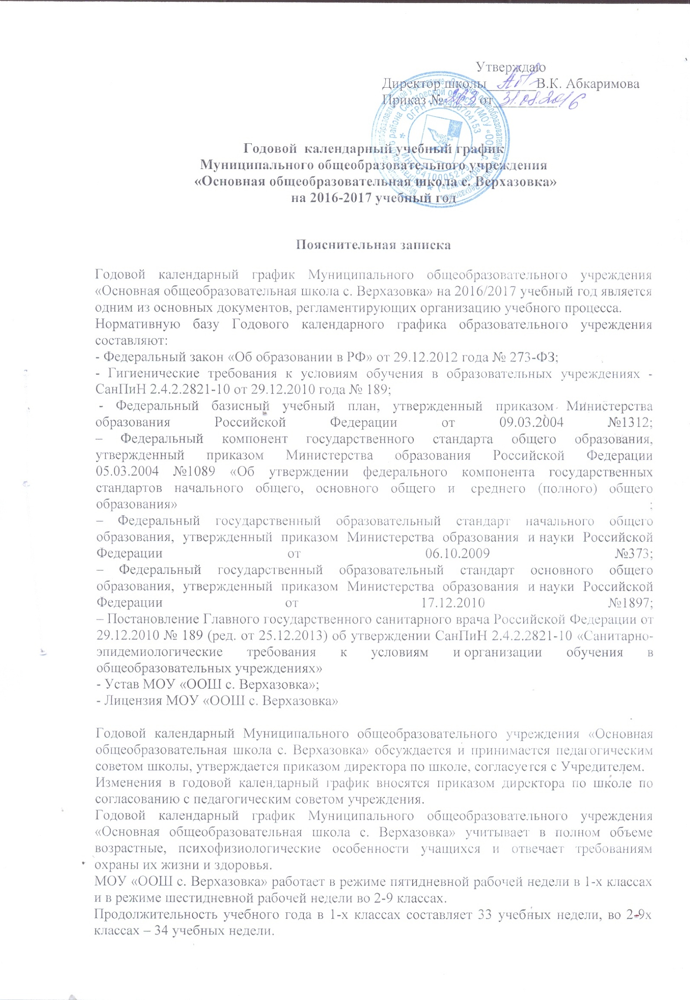 Утверждаю
Директор школы_______В.К. Абкаримова
Приказ № 263 от 31.08.2016
ОГРН 1026400704153
ИНН 6410005229
Годовой календарный учебный график
Муниципального общеобразовательного учреждения
«Основная общеобразовательная школа с. Верхазовка»
на 2016-2017 учебный год
Пояснительная записка
Годовой календарный график Муниципального общеобразовательного учреждения
«Основная общеобразовательная школа с. Верхазовка» на 2016/2017 учебный год является
одним из основных документов, регламентирующих организацию учебного процесса.
Нормативную базу Годового календарного графика образовательного учреждения
составляют:
- Федеральный закон «Об образовании в РФ» от 29.12.2012 года № 273-ФЗ;
- Гигиенические требования к условиям обучения в образовательных учреждениях -
СанПиН 2.4.2.2821-10 от 29.12.2010 года № 189;
- Федеральный базисный учебный план, утвержденный приказом Министерства
образования Российской Федерации от 09.03.2004 №1312;
– Федеральный компонент государственного стандарта общего образования,
утвержденный приказом Министерства образования Российской Федерации
05.03.2004 №1089 «Об утверждении федерального компонента государственных
стандартов начального общего, основного общего и среднего (полного) общего
образования» ;
– Федеральный государственный образовательный стандарт начального общего
образования, утвержденный приказом Министерства образования и науки Российской
Федерации от 06.10.2009 №373;
– Федеральный государственный образовательный стандарт основного общего
образования, утвержденный приказом Министерства образования и науки Российской
Федерации от 17.12.2010 №1897;
– Постановление Главного государственного санитарного врача Российской Федерации от
29.12.2010 № 189 (ред. от 25.12.2013) об утверждении СанПиН 2.4.2.2821-10 «Санитарно-
эпидемиологические требования к условиям и организации обучения в
общеобразовательных учреждениях»
- Устав МОУ «ООШ с. Верхазовка»;
- Лицензия МОУ «ООШ с. Верхазовка»
Годовой календарный Муниципального общеобразовательного учреждения «Основная
общеобразовательная школа с. Верхазовка» обсуждается и принимается педагогическим
советом школы, утверждается приказом директора по школе, согласуется с Учредителем.
Изменения в годовой календарный график вносятся приказом директора по школе по
согласованию с педагогическим советом учреждения.
Годовой календарный график Муниципального общеобразовательного учреждения
«Основная общеобразовательная школа с. Верхазовка» учитывает в полном объеме
возрастные, психофизиологические особенности учащихся и отвечает требованиям
охраны их жизни и здоровья.
МОУ «ООШ с. Верхазовка» работает в режиме пятидневной рабочей недели в 1-х классах
и в режиме шестидневной рабочей недели во 2-9 классах.
Продолжительность учебного года в 1-х классах составляет 33 учебных недели, во 2-9х
классах – 34 учебных недели.